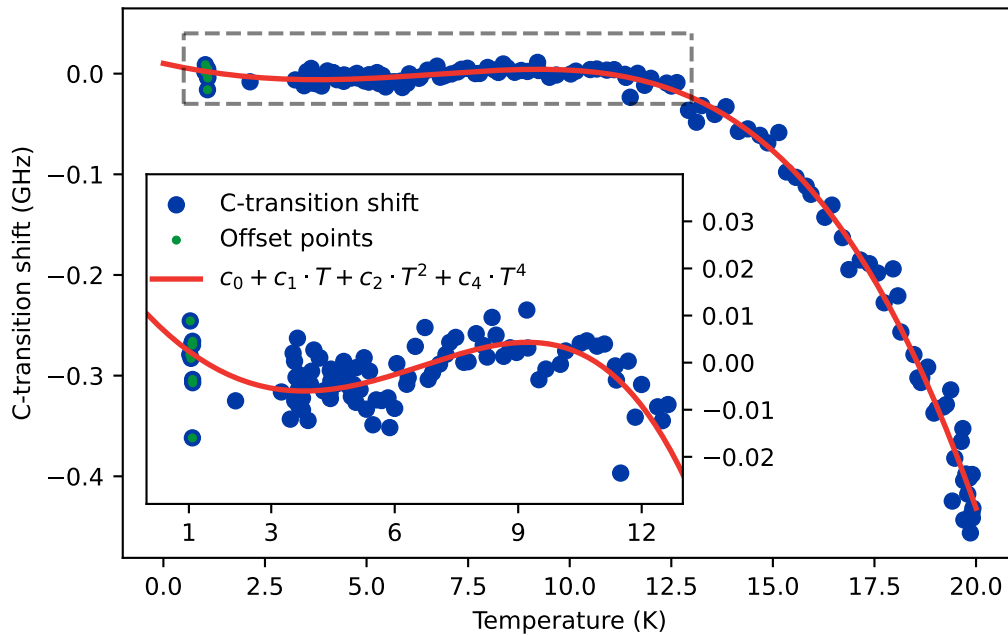 0.0
−0.1
−0.2
−0.3
−0.4
C-transition shift (GHz)
C-transition shift
Offset points
c₀ + c₁ · T + c₂ · T² + c₄ · T⁴
0.03
0.02
0.01
0.00
−0.01
−0.02
1 3 6 9 12
0.0 2.5 5.0 7.5 10.0 12.5 15.0 17.5 20.0
Temperature (K)